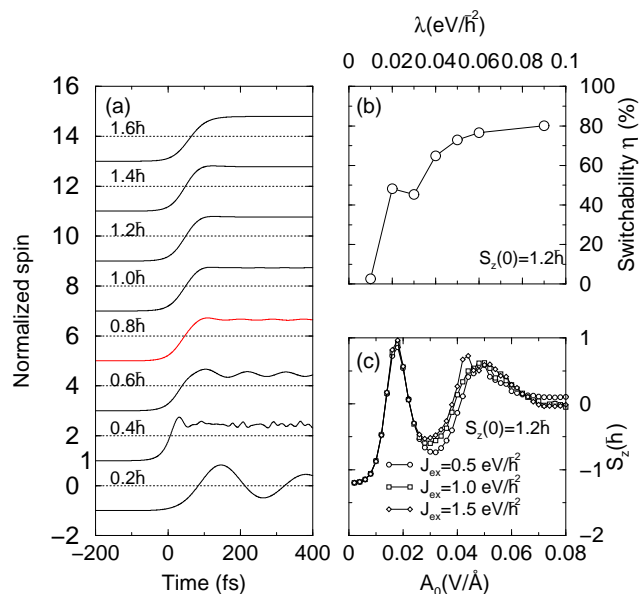 λ(eV/ħ²)
0 0.02 0.04 0.06 0.08 0.1
16
14
12
10
8
6
4
2
1
0
−2
Normalized spin
(a)
1.6ħ
1.4ħ
1.2ħ
1.0ħ
0.8ħ
0.6ħ
0.4ħ
0.2ħ
−200 0 200 400
Time (fs)
(b)
S_z(0)=1.2ħ
100
80
60
40
20
0
Switchability η (%)
(c)
S_z(0)=1.2ħ
J_ex=0.5 eV/ħ²
J_ex=1.0 eV/ħ²
J_ex=1.5 eV/ħ²
1
0
−1
−2
S_z(ħ)
0 0.02 0.04 0.06 0.08
A₀(V/Å)